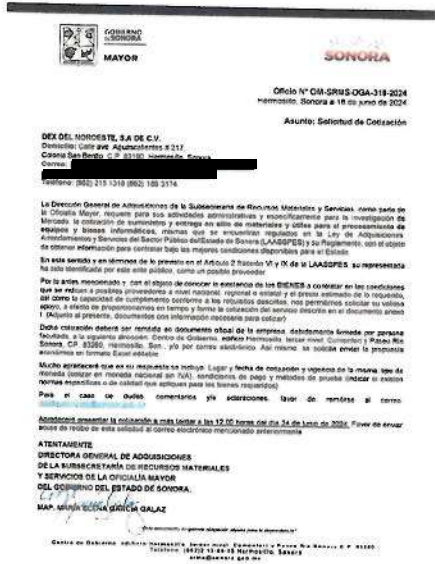 GOBIERNO
DE SONORA
MAYOR
SONORA
Oficio N° OM-SRMS-DGA-318-2024
Hermosillo, Sonora a 18 de junio de 2024
Asunto: Solicitud de Cotización
DEX DEL NOROESTE, S.A DE C.V.
Domicilio: Calle ave Aguascalientes # 217
Colonia San Benito, C.P. 83190, Hermosillo, Sonora
Correo:
Teléfono: (662) 215 1318 (662) 189 3174
La Dirección General de Adquisiciones de la Subsecretaría de Recursos Materiales y Servicios, como parte de
la Oficialía Mayor, requiere para sus actividades administrativas y específicamente para la investigación de
Mercado, la cotización de suministro y entrega en sitio de materiales y útiles para el procesamiento de
equipos y bienes informáticos, mismas que se encuentran regulados en la Ley de Adquisiciones,
Arrendamientos y Servicios del Sector Público del Estado de Sonora (LAASSPES) y su Reglamento, con el objeto
de obtener información para contratar bajo las mejores condiciones disponibles para el Estado
En este sentido y en términos de lo previsto en el Artículo 2 fracción VI y IX de la LAASSPES, su representada
ha sido identificada por este ente público, como un posible proveedor
Por lo antes mencionado y, con el objeto de conocer la existencia de los BIENES a contratar en las condiciones
que se indican a posibles proveedores a nivel nacional, regional o estatal y el precio estimado de lo requerido,
así como la capacidad de cumplimiento conforme a los requisitos descritos, nos permitimos solicitar su valioso
apoyo, a efecto de proporcionarnos en tiempo y forma la cotización del servicio descrito en el documento anexo
1 (Adjunto al presente, documentos con información y descripción necesaria para cotizar)
Dicha cotización deberá ser remitida en documento oficial de la empresa, debidamente firmada por persona
facultada, a la siguiente dirección: Centro de Gobierno, edificio Hermosillo tercer nivel, Comonfort y Paseo Río
Sonora, C.P. 83280, Hermosillo, Son., y/o por correo electrónico. Así mismo, se solicita enviar la propuesta
económica en formato Excel editable
Mucho agradeceré que en su respuesta se incluya: Lugar y fecha de cotización y vigencia de la misma, tipo de
moneda (cotizar en moneda nacional sin IVA), condiciones de pago y métodos de prueba (indicar si existen
normas específicas o de calidad que apliquen para los bienes requeridos)
Para el caso de dudas comentarios y/o aclaraciones, favor de remitirse al correo
Agradeceré presentar la cotización a más tardar a las 12:00 horas del día 24 de junio de 2024. Favor de enviar
acuse de recibo de esta solicitud al correo electrónico mencionado anteriormente
ATENTAMENTE
DIRECTORA GENERAL DE ADQUISICIONES
DE LA SUBSECRETARÍA DE RECURSOS MATERIALES
Y SERVICIOS DE LA OFICIALÍA MAYOR
DEL GOBIERNO DEL ESTADO DE SONORA.
MAP. MARÍA ELENA GARCÍA GALAZ
Centro de Gobierno, edificio Hermosillo, tercer nivel, Comonfort y Paseo Río Sonora C.P. 83280
Hermosillo, Sonora